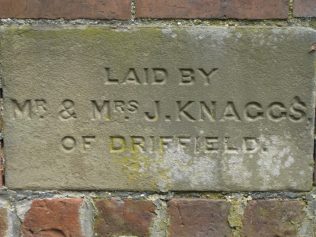 LAID BY
MR. & MRS J. KNAGGS.
OF DRIFFIELD.